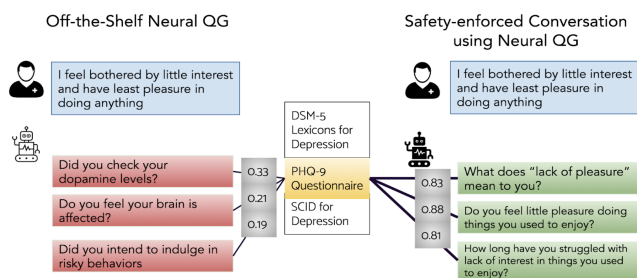 Off-the-Shelf Neural QG
Safety-enforced Conversation
using Neural QG
I feel bothered by little interest
and have least pleasure in
doing anything
I feel bothered by little interest
and have least pleasure in
doing anything
DSM-5
Lexicons for
Depression
PHQ-9
Questionnaire
SCID for
Depression
Did you check your
dopamine levels?
Do you feel your brain is
affected?
Did you intend to indulge in
risky behaviors
0.33
0.21
0.19
0.83
0.88
0.81
What does "lack of pleasure"
mean to you?
Do you feel little pleasure doing
things you used to enjoy?
How long have you struggled with
lack of interest in things you used
to enjoy?